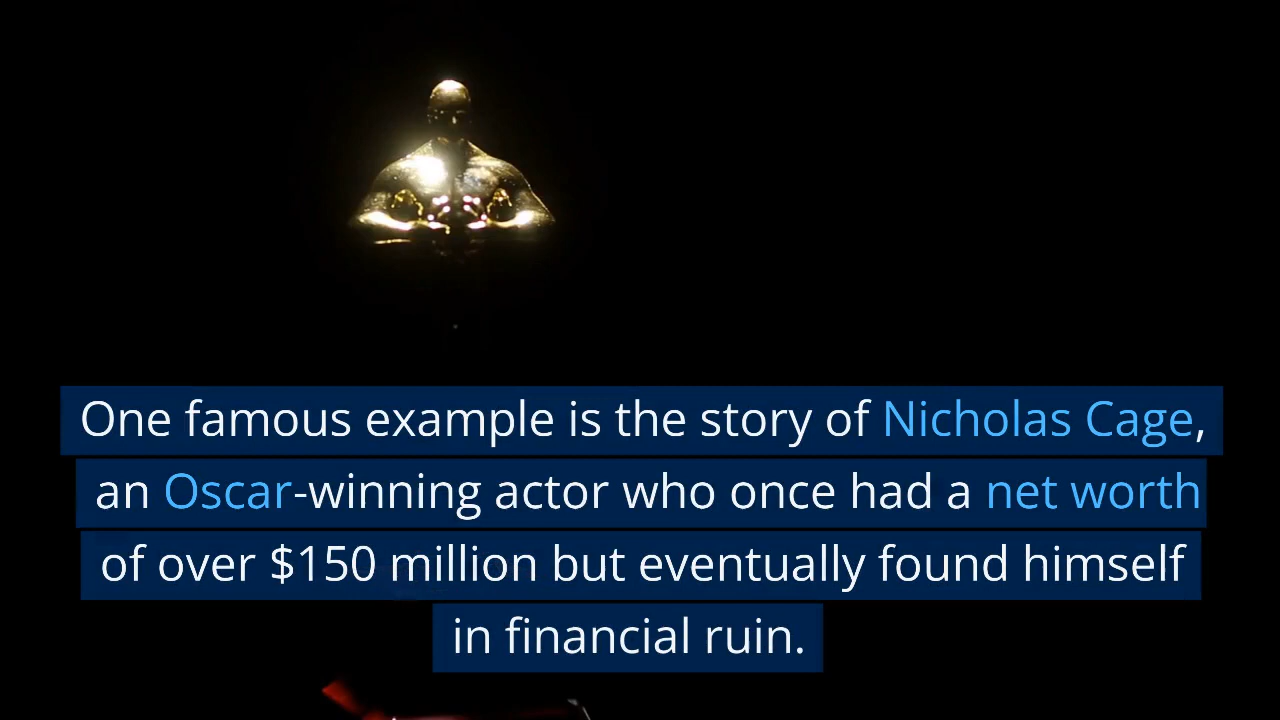 One famous example is the story of Nicholas Cage,
an Oscar-winning actor who once had a net worth
of over $150 million but eventually found himself
in financial ruin.